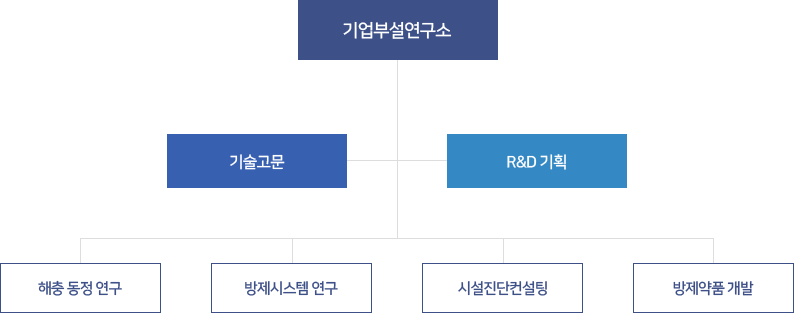 기업부설연구소
기술고문
R&D 기획
해충 동정 연구
방제시스템 연구
시설진단컨설팅
방제약품 개발